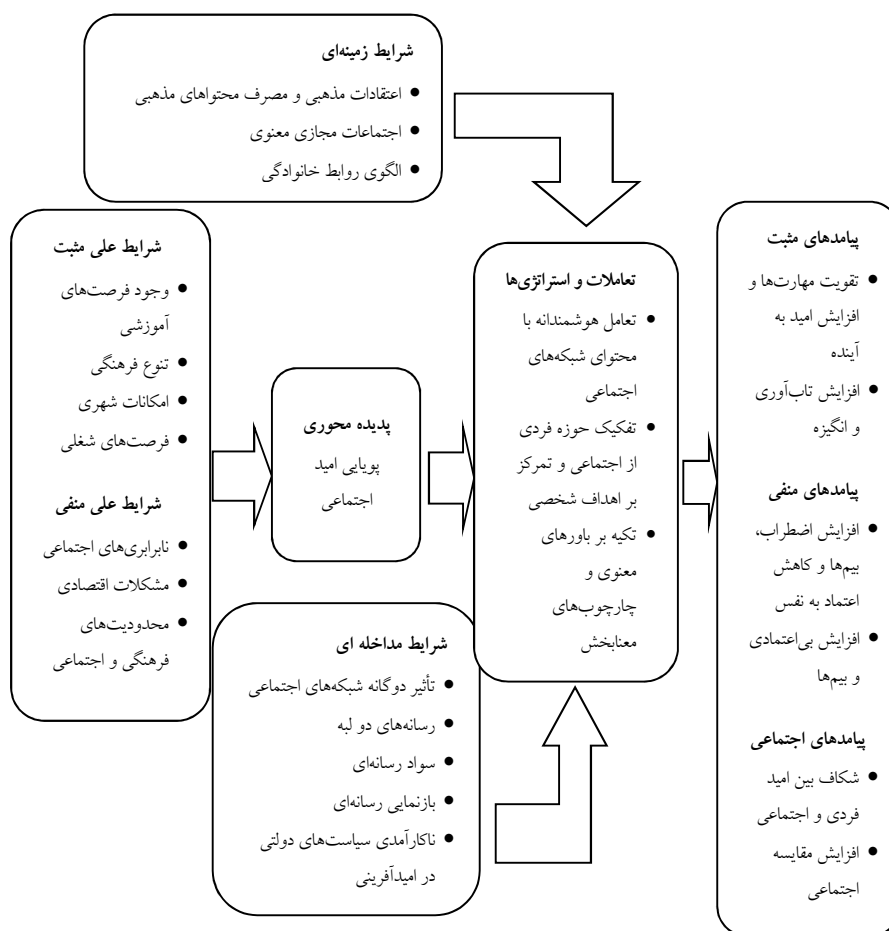 شرایط زمینه‌ای
● اعتقادات مذهبی و مصرف محتواهای مذهبی
● اجتماعات مجازی معنوی
● الگوی روابط خانوادگی
شرایط علی مثبت
● وجود فرصت‌های
آموزشی
● تنوع فرهنگی
● امکانات شهری
● فرصت‌های شغلی
شرایط علی منفی
● نابرابری‌های اجتماعی
● مشکلات اقتصادی
● محدودیت‌های
فرهنگی و اجتماعی
پدیده محوری
پویایی امید
اجتماعی
شرایط مداخله ای
● تأثیر دوگانه شبکه‌های اجتماعی
● رسانه‌های دو لبه
● سواد رسانه‌ای
● بازنمایی رسانه‌ای
● ناکارآمدی سیاست‌های دولتی
در امیدآفرینی
تعاملات و استراتژی‌ها
● تعامل هوشمندانه با
محتوای شبکه‌های
اجتماعی
● تفکیک حوزه فردی
از اجتماعی و تمرکز
بر اهداف شخصی
● تکیه بر باورهای
معنوی و
چارچوب‌های
معنابخش
پیامدهای مثبت
● تقویت مهارت‌ها و
افزایش امید به
آینده
● افزایش تاب‌آوری
و انگیزه
پیامدهای منفی
● افزایش اضطراب،
بیم‌ها و کاهش
اعتماد به نفس
● افزایش بی‌اعتمادی
و بیم‌ها
پیامدهای اجتماعی
● شکاف بین امید
فردی و اجتماعی
● افزایش مقایسه
اجتماعی